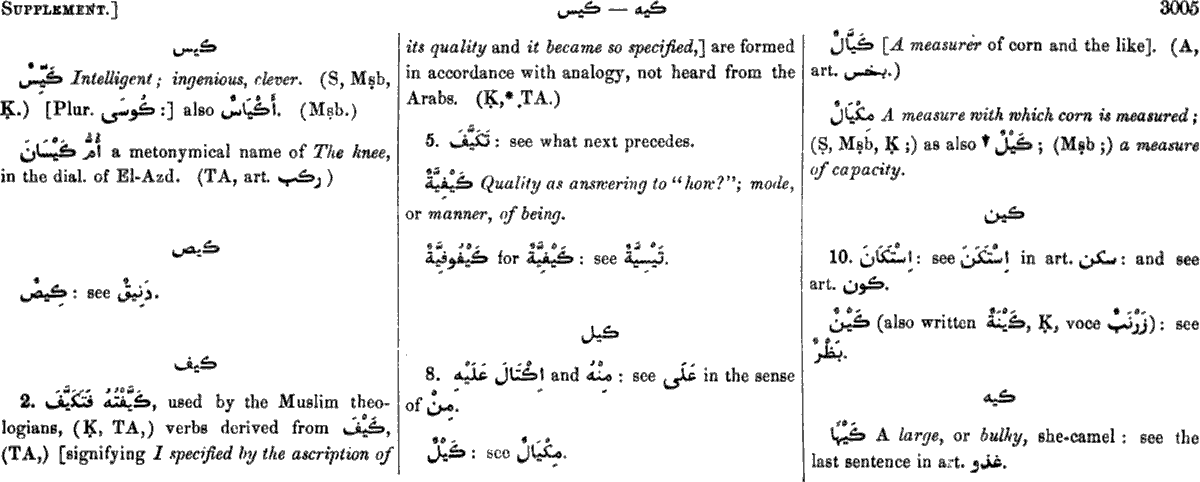 SUPPLEMENT.]
كيه — كيس
3005
كيس
كَيِّسٌ Intelligent; ingenious, clever. (S, Mṣb,
Ḳ.) [Plur. كُوسَى:] also أَكْيَاسٌ. (Mṣb.)
أُمُّ كَيْسَانَ a metonymical name of The knee,
in the dial. of El-Azd. (TA, art. ركب)
كيص
كِيصٌ: see دَنِيقٌ.
كيف
2. كَيَّفْتُهُ فَتَكَيَّفَ, used by the Muslim theo-
logians, (Ḳ, TA,) verbs derived from كَيْفَ,
(TA,) [signifying I specified by the ascription of
its quality and it became so specified,] are formed
in accordance with analogy, not heard from the
Arabs. (Ḳ,* TA.)
5. تَكَيَّفَ: see what next precedes.
كَيْفِيَّةٌ Quality as answering to "how?"; mode,
or manner, of being.
كَيْفُوفِيَّةٌ for كَيْفِيَّةٌ: see تَيْسِيَّةٌ.
كيل
8. اِكْتَالَ عَلَيْهِ and مِنْهُ: see عَلَى in the sense
of مِنْ.
كَيْلٌ: see مِكْيَالٌ.
كَيَّالٌ [A measurer of corn and the like]. (A,
art. بخس.)
مِكْيَالٌ A measure with which corn is measured;
(Ṣ, Mṣb, Ḳ;) as also ▼ كَيْلٌ; (Mṣb;) a measure
of capacity.
كين
10. اِسْتَكَانَ: see اِسْتَكَنَ in art. سكن: and see
art. كون.
كَيْنٌ (also written كَيْنَةٌ, Ḳ, voce زَرْنَبٌ): see
بَظْرٌ.
كيه
كَيْهَاٌ A large, or bulky, she-camel: see the
last sentence in art. غذو.